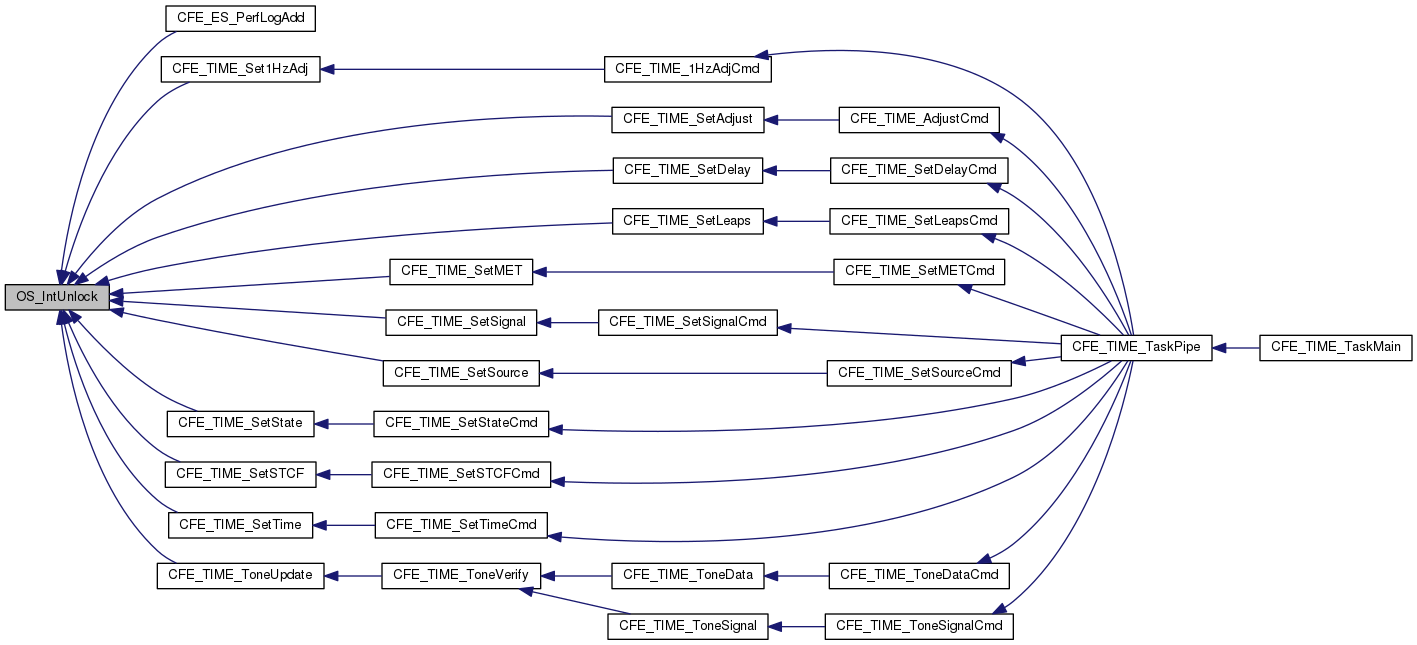 CFE_ES_PerfLogAdd
CFE_TIME_Set1HzAdj
CFE_TIME_1HzAdjCmd
CFE_TIME_SetAdjust
CFE_TIME_AdjustCmd
CFE_TIME_SetDelay
CFE_TIME_SetDelayCmd
CFE_TIME_SetLeaps
CFE_TIME_SetLeapsCmd
CFE_TIME_SetMET
CFE_TIME_SetMETCmd
OS_IntUnlock
CFE_TIME_SetSignal
CFE_TIME_SetSignalCmd
CFE_TIME_TaskPipe
CFE_TIME_TaskMain
CFE_TIME_SetSource
CFE_TIME_SetSourceCmd
CFE_TIME_SetState
CFE_TIME_SetStateCmd
CFE_TIME_SetSTCF
CFE_TIME_SetSTCFCmd
CFE_TIME_SetTime
CFE_TIME_SetTimeCmd
CFE_TIME_ToneUpdate
CFE_TIME_ToneVerify
CFE_TIME_ToneData
CFE_TIME_ToneDataCmd
CFE_TIME_ToneSignal
CFE_TIME_ToneSignalCmd